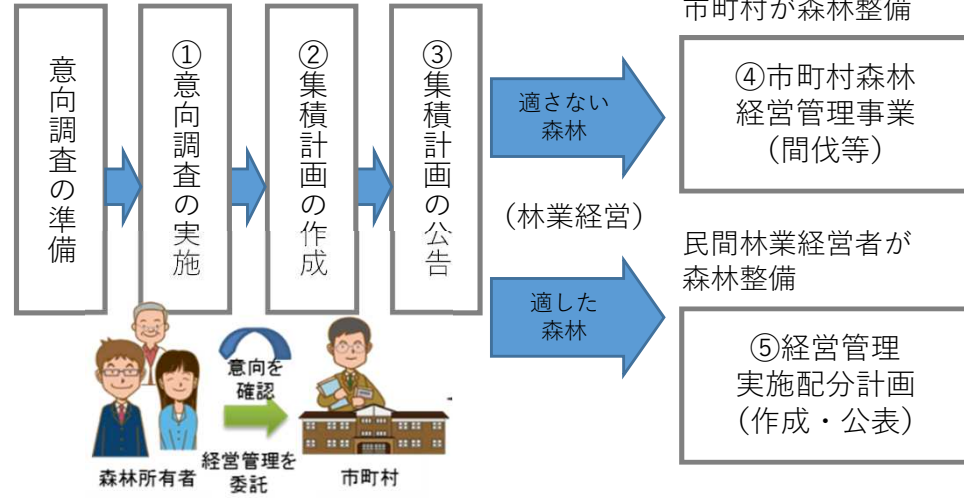 意向調査の準備
①意向調査の実施
②集積計画の作成
③集積計画の公告
適さない
森林
(林業経営)
適した
森林
市町村が森林整備
④市町村森林
経営管理事業
(間伐等)
民間林業経営者が
森林整備
⑤経営管理
実施配分計画
(作成・公表)
意向を
確認
経営管理を
委託
森林所有者
市町村